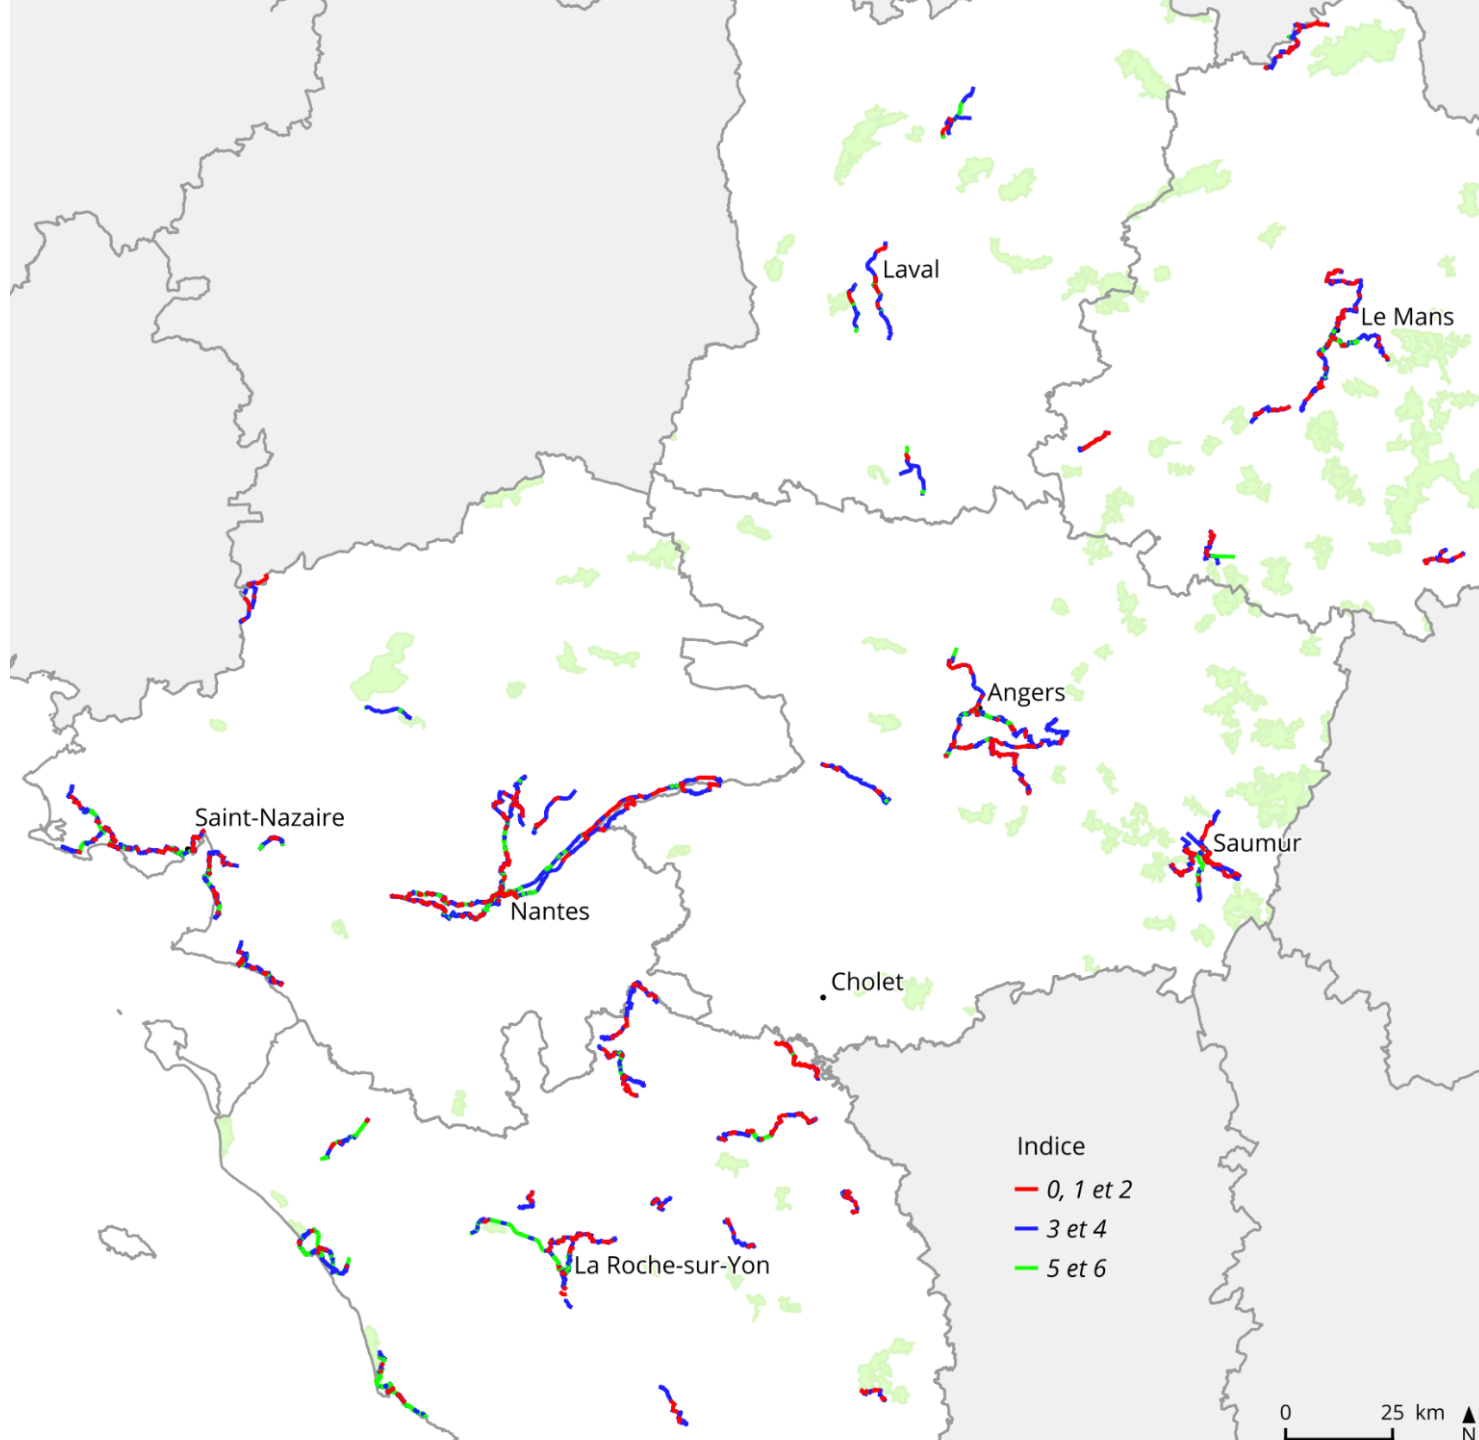 Laval
Le Mans
Angers
Saint-Nazaire
Saumur
Nantes
Cholet
Indice
0, 1 et 2
3 et 4
5 et 6
La Roche-sur-Yon
0 25 km
N